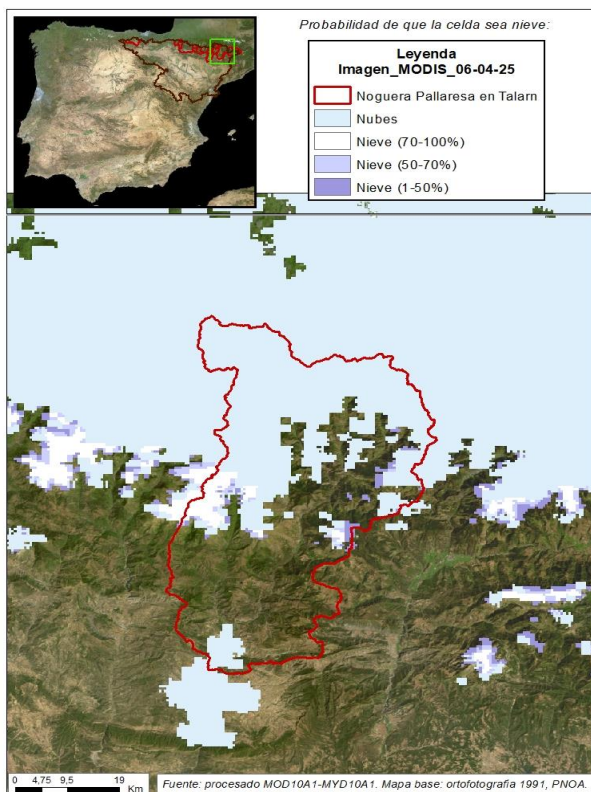 Probabilidad de que la celda sea nieve:
Leyenda
Imagen_MODIS_06-04-25
Noguera Pallaresa en Talarn
Nubes
Nieve (70-100%)
Nieve (50-70%)
Nieve (1-50%)
0 4,75 9,5 19
Km
Fuente: procesado MOD10A1-MYD10A1. Mapa base: ortofotografía 1991, PNOA.